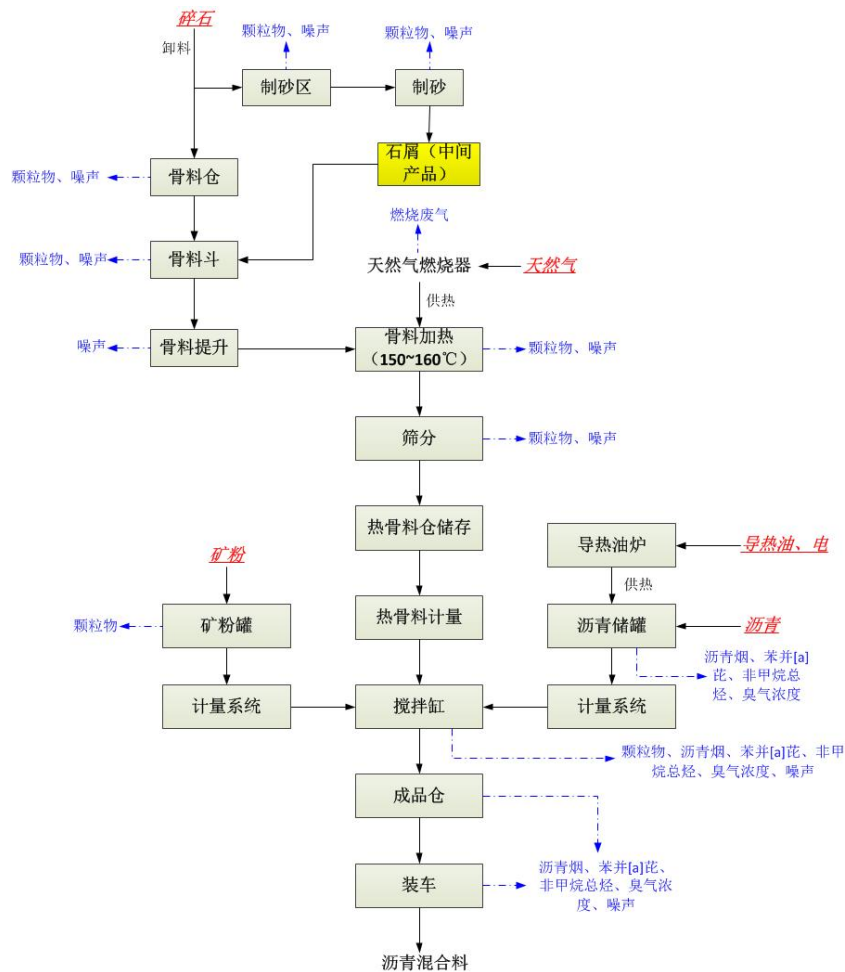 碎石
卸料
颗粒物、噪声
颗粒物、噪声
制砂区
制砂
石屑（中间
产品）
颗粒物、噪声
骨料仓
燃烧废气
颗粒物、噪声
骨料斗
天然气燃烧器
天然气
供热
噪声
骨料提升
骨料加热
（150~160℃）
颗粒物、噪声
筛分
颗粒物、噪声
热骨料仓储存
矿粉
导热油炉
导热油、电
供热
颗粒物
矿粉罐
热骨料计量
沥青储罐
沥青
沥青烟、苯并[a]
芘、非甲烷总
烃、臭气浓度
计量系统
搅拌缸
计量系统
颗粒物、沥青烟、苯并[a]芘、非甲
烷总烃、臭气浓度、噪声
成品仓
沥青烟、苯并[a]芘、
非甲烷总烃、臭气浓
度、噪声
装车
沥青混合料